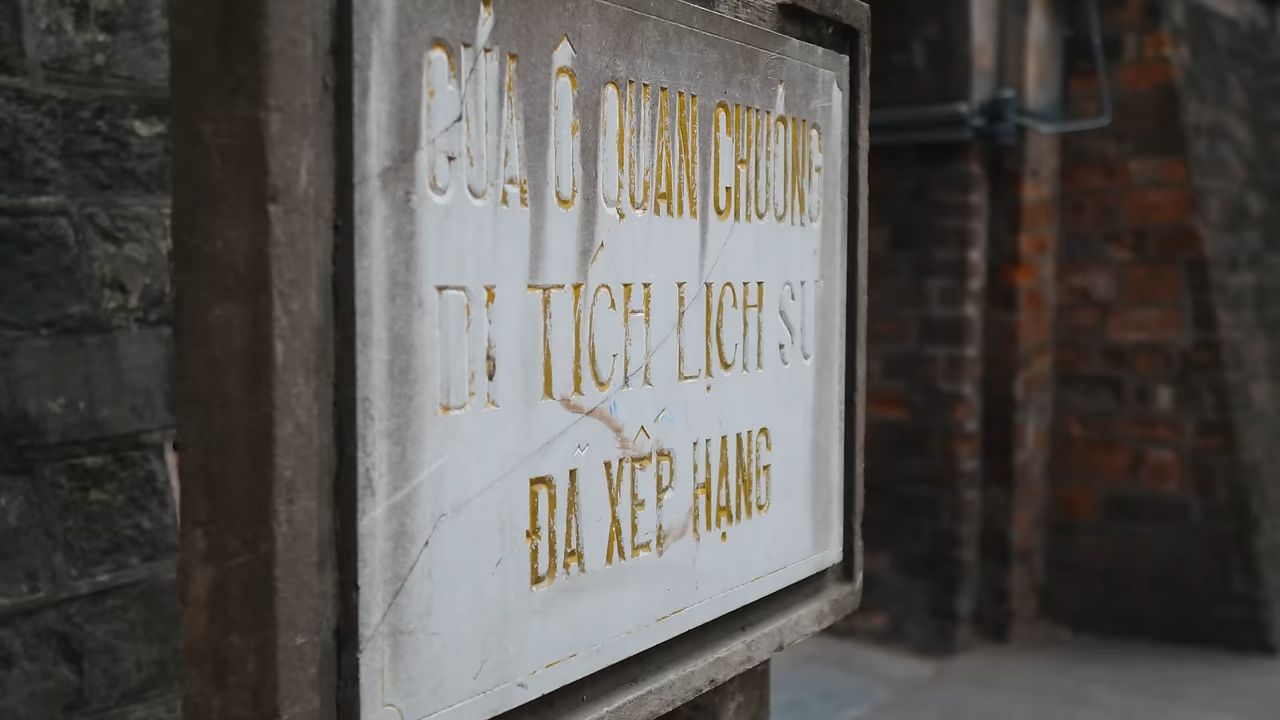 CỬA Ô QUAN CHƯỞNG
DI TÍCH LỊCH SỬ
ĐÃ XẾP HẠNG